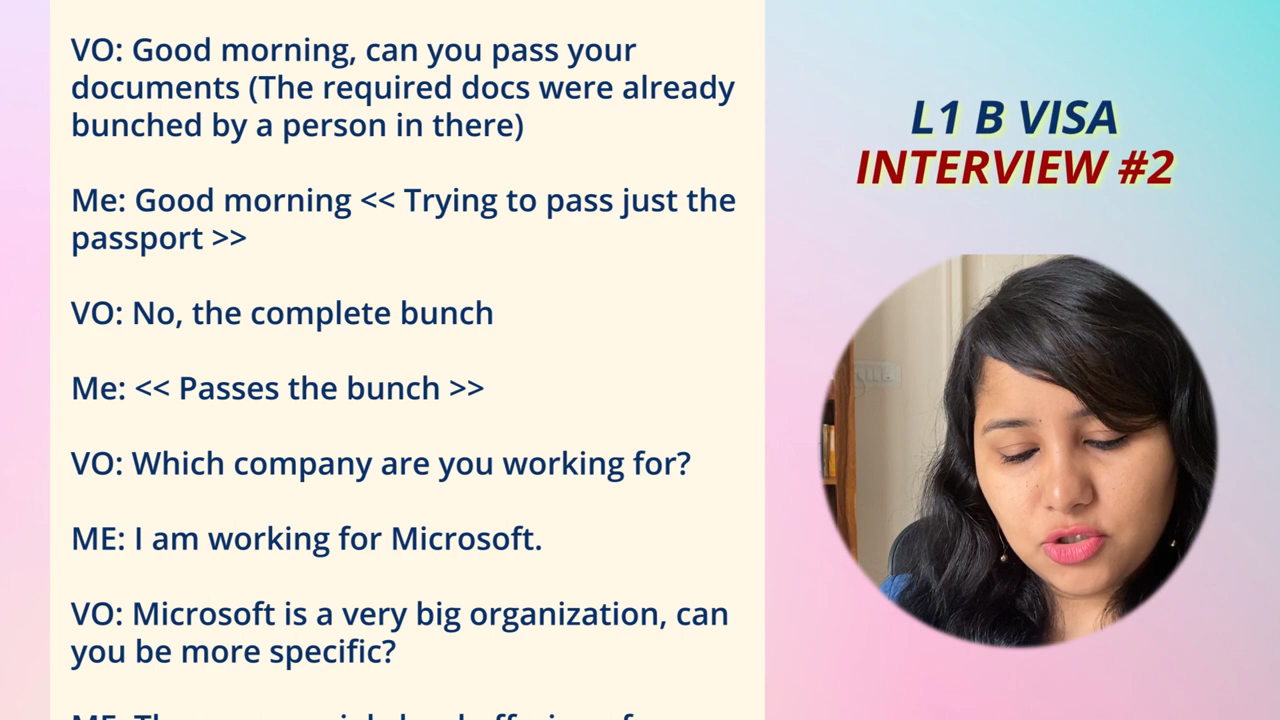 VO: Good morning, can you pass your
documents (The required docs were already
bunched by a person in there)
Me: Good morning << Trying to pass just the
passport >>
VO: No, the complete bunch
Me: << Passes the bunch >>
VO: Which company are you working for?
ME: I am working for Microsoft.
VO: Microsoft is a very big organization, can
you be more specific?
L1 B VISA
INTERVIEW #2